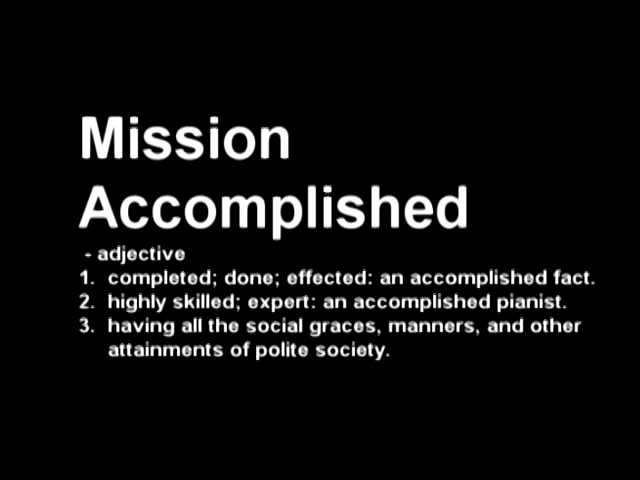 Mission
Accomplished
- adjective
1. completed; done; effected: an accomplished fact.
2. highly skilled; expert: an accomplished pianist.
3. having all the social graces, manners, and other
attainments of polite society.